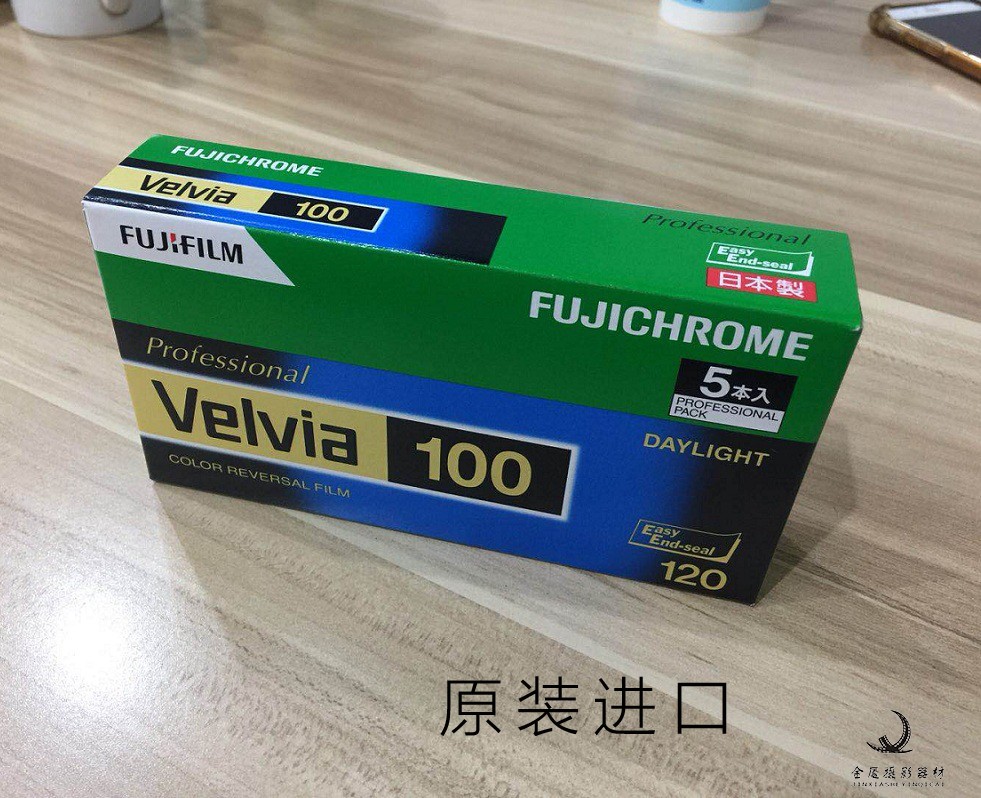 FUJICHROME
Velvia 100
Professional
Easy
End-seal
日本製
FUJIFILM
FUJICHROME
5本入
PROFESSIONAL
PACK
Professional
Velvia 100
COLOR REVERSAL FILM
DAYLIGHT
Easy
End-seal
120
原装进口